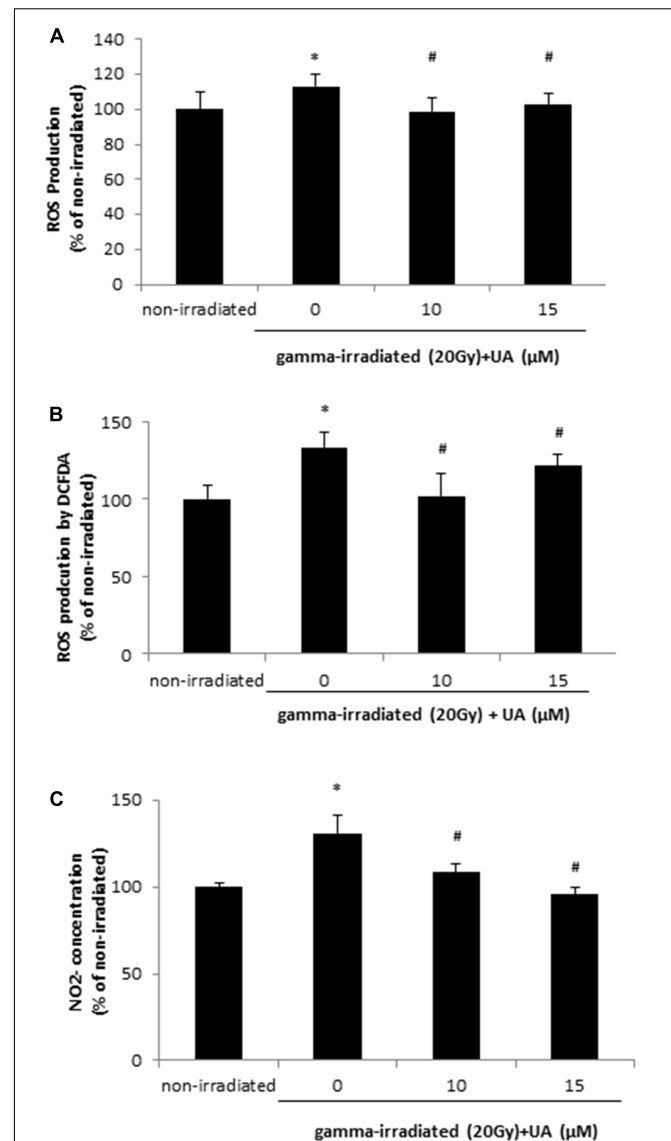 A
ROS Production
(% of non-irradiated)
140
120
100
80
60
40
20
0
*
#
#
non-irradiated
0
10
15
gamma-irradiated (20Gy)+UA (µM)
B
ROS prodcution by DCFDA
(% of non-irradiated)
150
100
50
0
*
#
#
non-irradiated
0
10
15
gamma-irradiated (20Gy) + UA (µM)
C
NO2- concentration
(% of non-irradiated)
150
100
50
0
*
#
#
non-irradiated
0
10
15
gamma-irradiated (20Gy)+UA (µM)